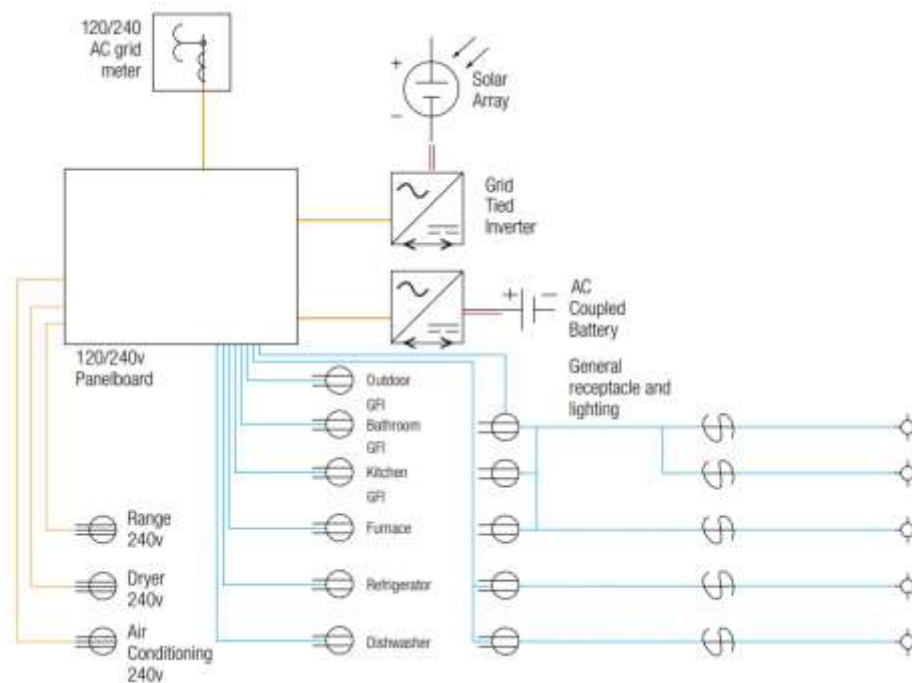 120/240
AC grid
meter
+
−
Solar
Array
Grid
Tied
Inverter
+
−
AC
Coupled
Battery
120/240v
Panelboard
General
receptacle and
lighting
Outdoor
GFI
Bathroom
GFI
Kitchen
GFI
Furnace
Refrigerator
Dishwasher
Range
240v
Dryer
240v
Air
Conditioning
240v